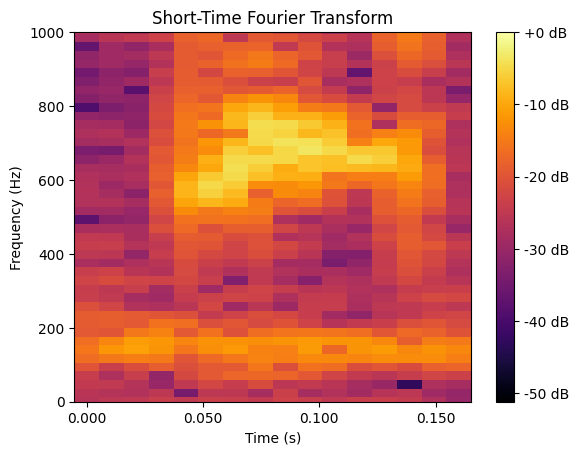 Short-Time Fourier Transform
1000
800
600
400
200
0
Frequency (Hz)
0.000
0.050
0.100
0.150
Time (s)
+0 dB
-10 dB
-20 dB
-30 dB
-40 dB
-50 dB